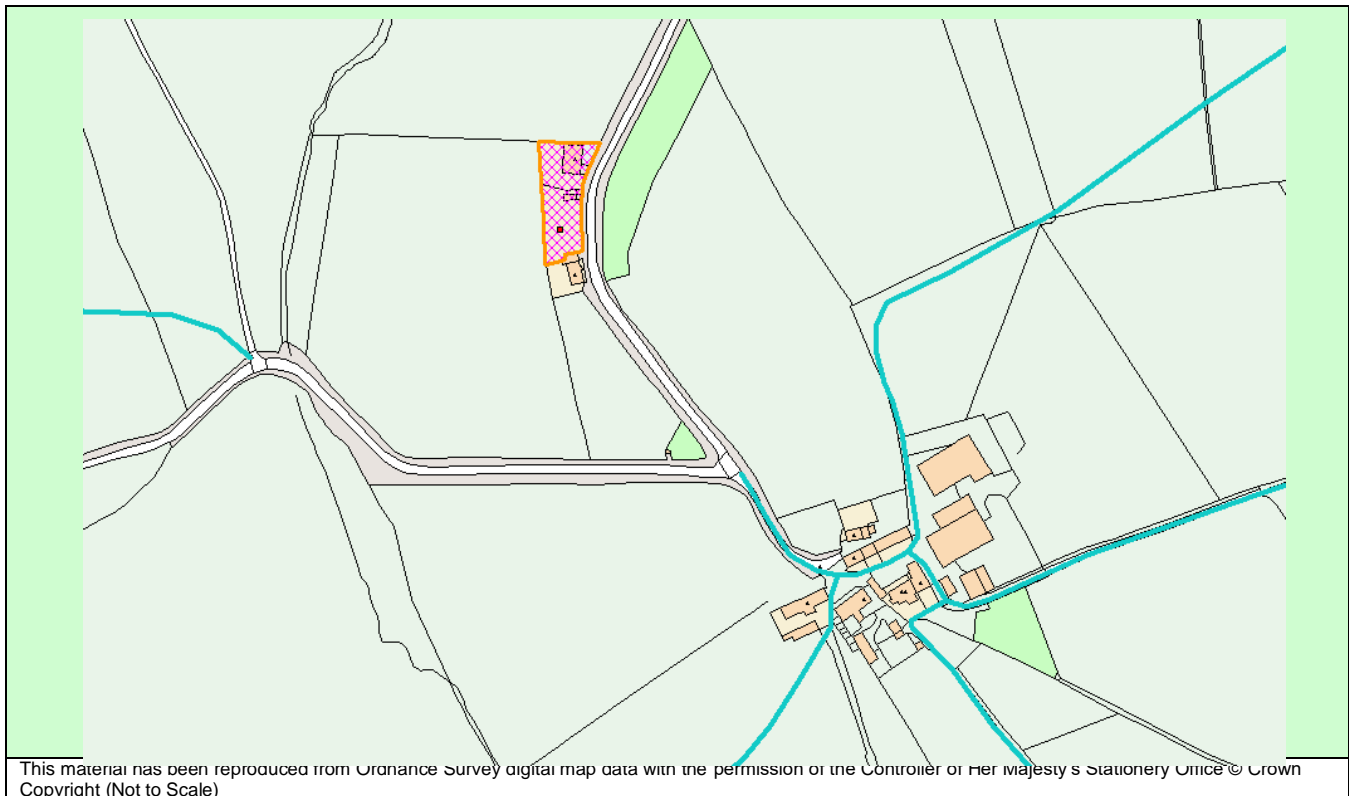 This material has been reproduced from Ordnance Survey digital map data with the permission of the Controller of Her Majesty's Stationery Office © Crown
Copyright (Not to Scale)